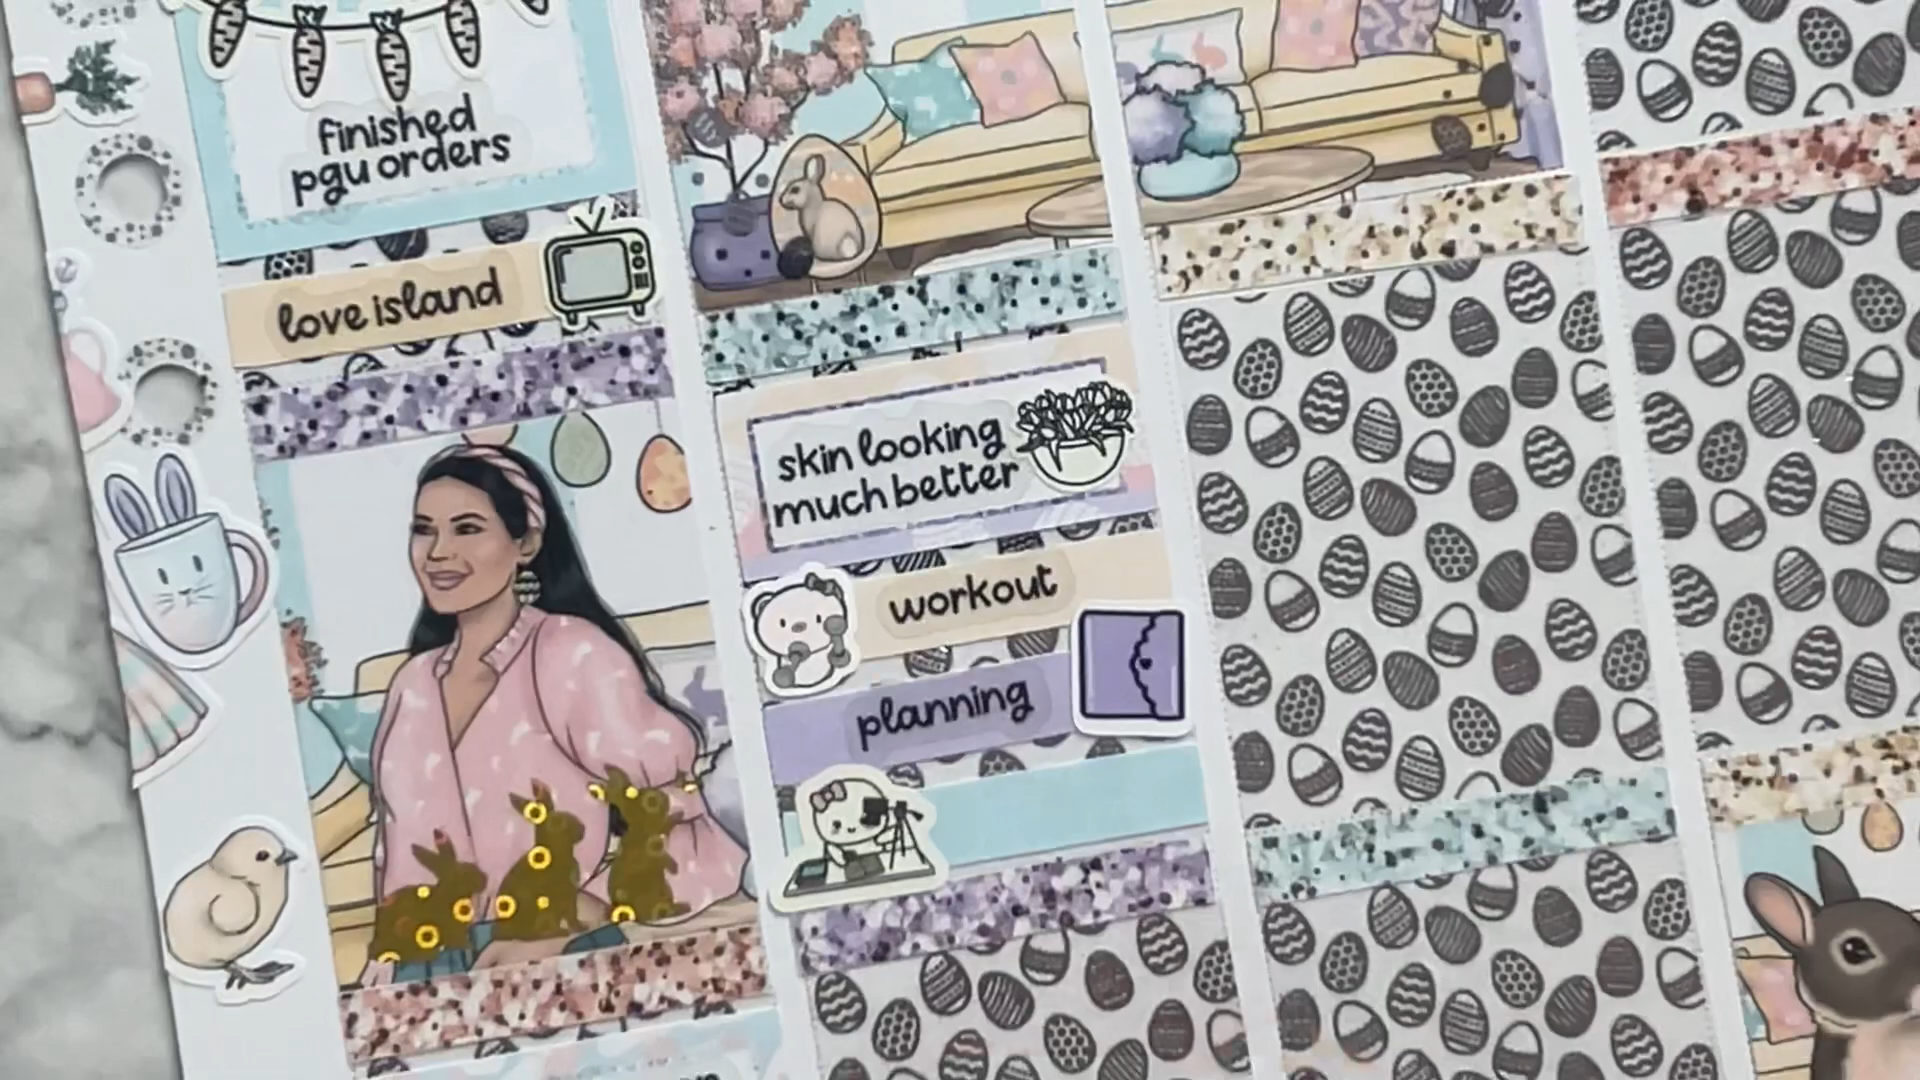 finished
pgu orders
love island
skin looking
much better
workout
planning